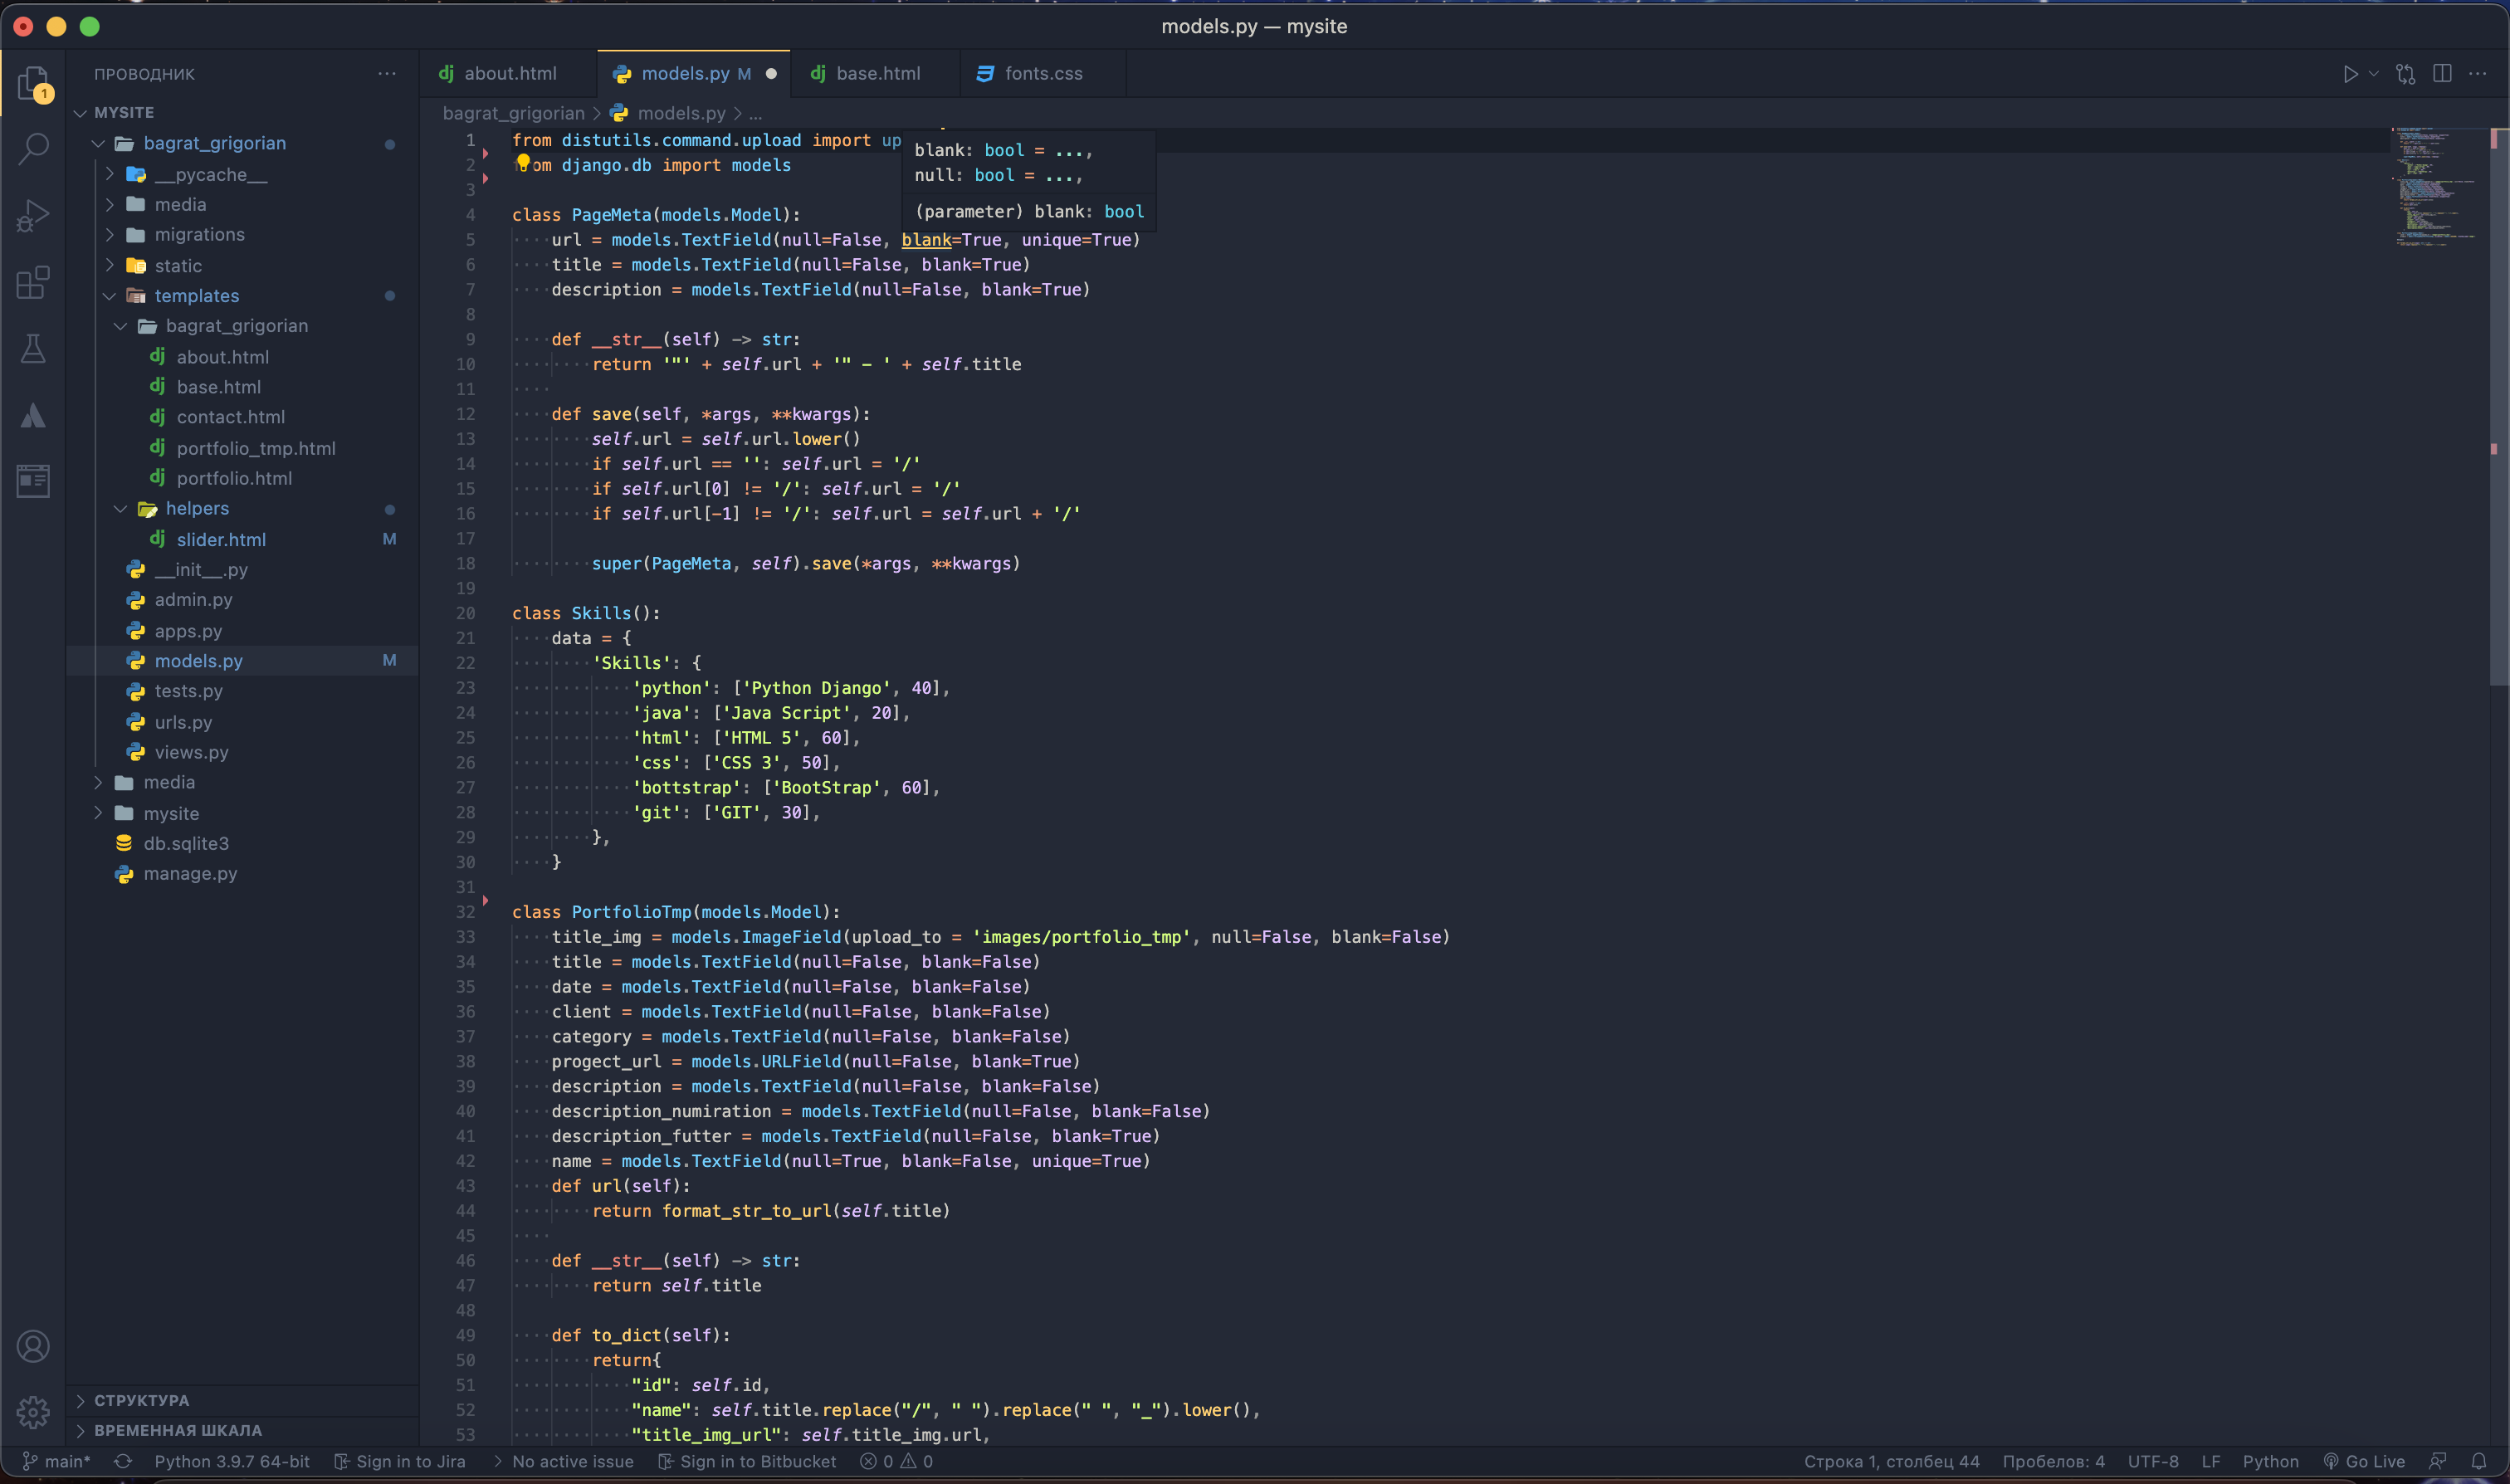 models.py — mysite
ПРОВОДНИК
about.html
models.py M
base.html
fonts.css
1
MYSITE
bagrat_grigorian > models.py > ...
bagrat_grigorian
__pycache__
media
migrations
static
templates
bagrat_grigorian
about.html
base.html
contact.html
portfolio_tmp.html
portfolio.html
helpers
slider.html M
__init__.py
admin.py
apps.py
models.py M
tests.py
urls.py
views.py
media
mysite
db.sqlite3
manage.py
СТРУКТУРА
ВРЕМЕННАЯ ШКАЛА
1 from distutils.command.upload import up
2 om django.db import models
blank: bool = ...,
null: bool = ...,
(parameter) blank: bool
3
4 class PageMeta(models.Model):
5 url = models.TextField(null=False, blank=True, unique=True)
6 title = models.TextField(null=False, blank=True)
7 description = models.TextField(null=False, blank=True)
8
9 def __str__(self) -> str:
10 return '"' + self.url + '" - ' + self.title
11
12 def save(self, *args, **kwargs):
13 self.url = self.url.lower()
14 if self.url == '': self.url = '/'
15 if self.url[0] != '/': self.url = '/'
16 if self.url[-1] != '/': self.url = self.url + '/'
17
18 super(PageMeta, self).save(*args, **kwargs)
19
20 class Skills():
21 data = {
22 'Skills': {
23 'python': ['Python Django', 40],
24 'java': ['Java Script', 20],
25 'html': ['HTML 5', 60],
26 'css': ['CSS 3', 50],
27 'bottstrap': ['BootStrap', 60],
28 'git': ['GIT', 30],
29 },
30 }
31
32 class PortfolioTmp(models.Model):
33 title_img = models.ImageField(upload_to = 'images/portfolio_tmp', null=False, blank=False)
34 title = models.TextField(null=False, blank=False)
35 date = models.TextField(null=False, blank=False)
36 client = models.TextField(null=False, blank=False)
37 category = models.TextField(null=False, blank=False)
38 progect_url = models.URLField(null=False, blank=True)
39 description = models.TextField(null=False, blank=False)
40 description_numiration = models.TextField(null=False, blank=False)
41 description_futter = models.TextField(null=False, blank=True)
42 name = models.TextField(null=True, blank=False, unique=True)
43 def url(self):
44 return format_str_to_url(self.title)
45
46 def __str__(self) -> str:
47 return self.title
48
49 def to_dict(self):
50 return{
51 "id": self.id,
52 "name": self.title.replace("/", " ").replace(" ", "_").lower(),
53 "title_img_url": self.title_img.url,
main* Python 3.9.7 64-bit Sign in to Jira > No active issue Sign in to Bitbucket 0 0 Строка 1, столбец 44 Пробелов: 4 UTF-8 LF Python Go Live